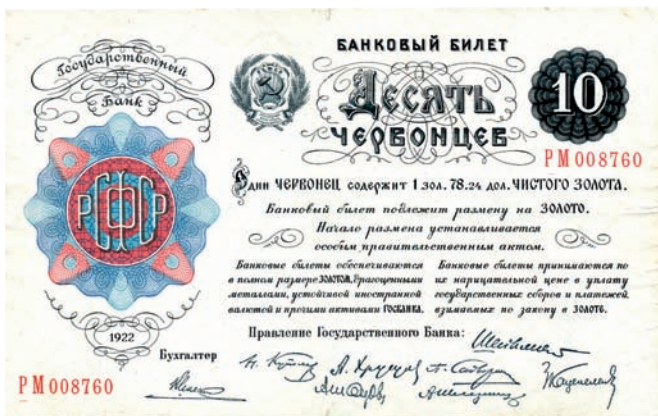 Государственный
Банк
РСФСР
1922
БАНКОВЫЙ БИЛЕТ
ДЕСЯТЬ
ЧЕРВОНЦЕВ
10
РМ 008760
Один ЧЕРВОНЕЦ содержит 1 зол. 78.24 дол. ЧИСТОГО ЗОЛОТА.
Банковый билет подлежит размену на ЗОЛОТО.
Начало размена устанавливается
особым правительственным актом.
Банковые билеты обеспечиваются
в полном размере ЗОЛОТОМ, драгоценными
металлами, устойчивой иностранной
валютой и прочими активами ГОСБАНКА.
Банковые билеты принимаются по
их нарицательной цене в уплату
государственных сборов и платежей,
взимаемых по закону в ЗОЛОТЕ.
Правление Государственного Банка:
Бухгалтер
РМ 008760